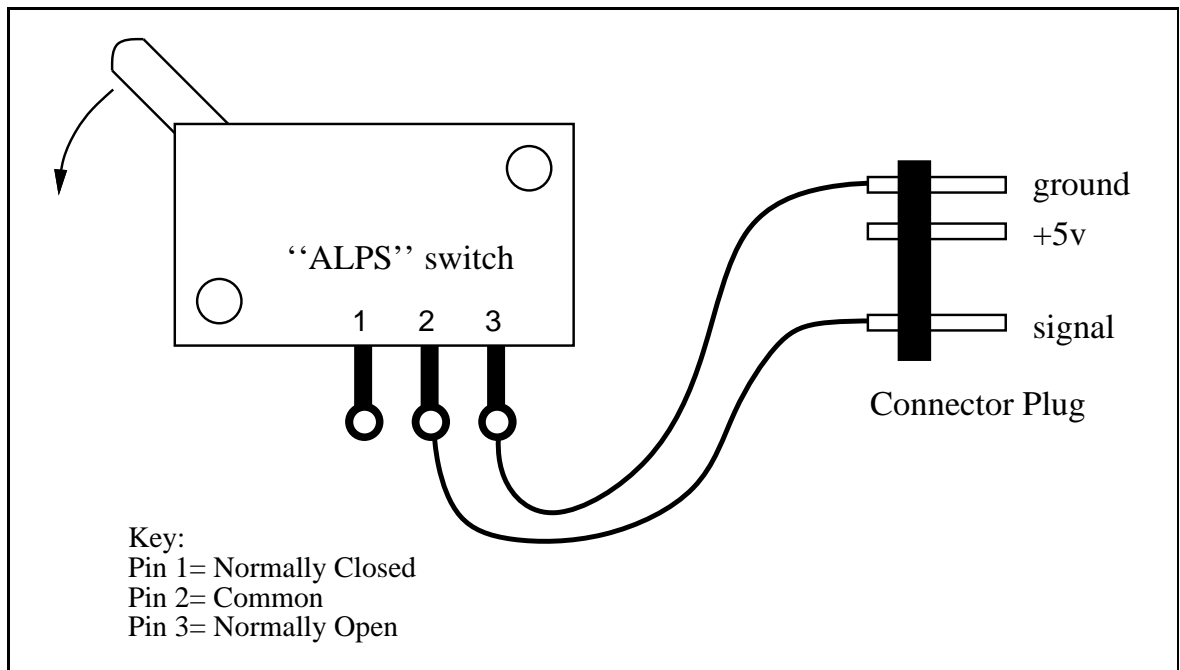 ground
+5v
‘‘ALPS’’ switch
1 2 3
signal
Connector Plug
Key:
Pin 1= Normally Closed
Pin 2= Common
Pin 3= Normally Open